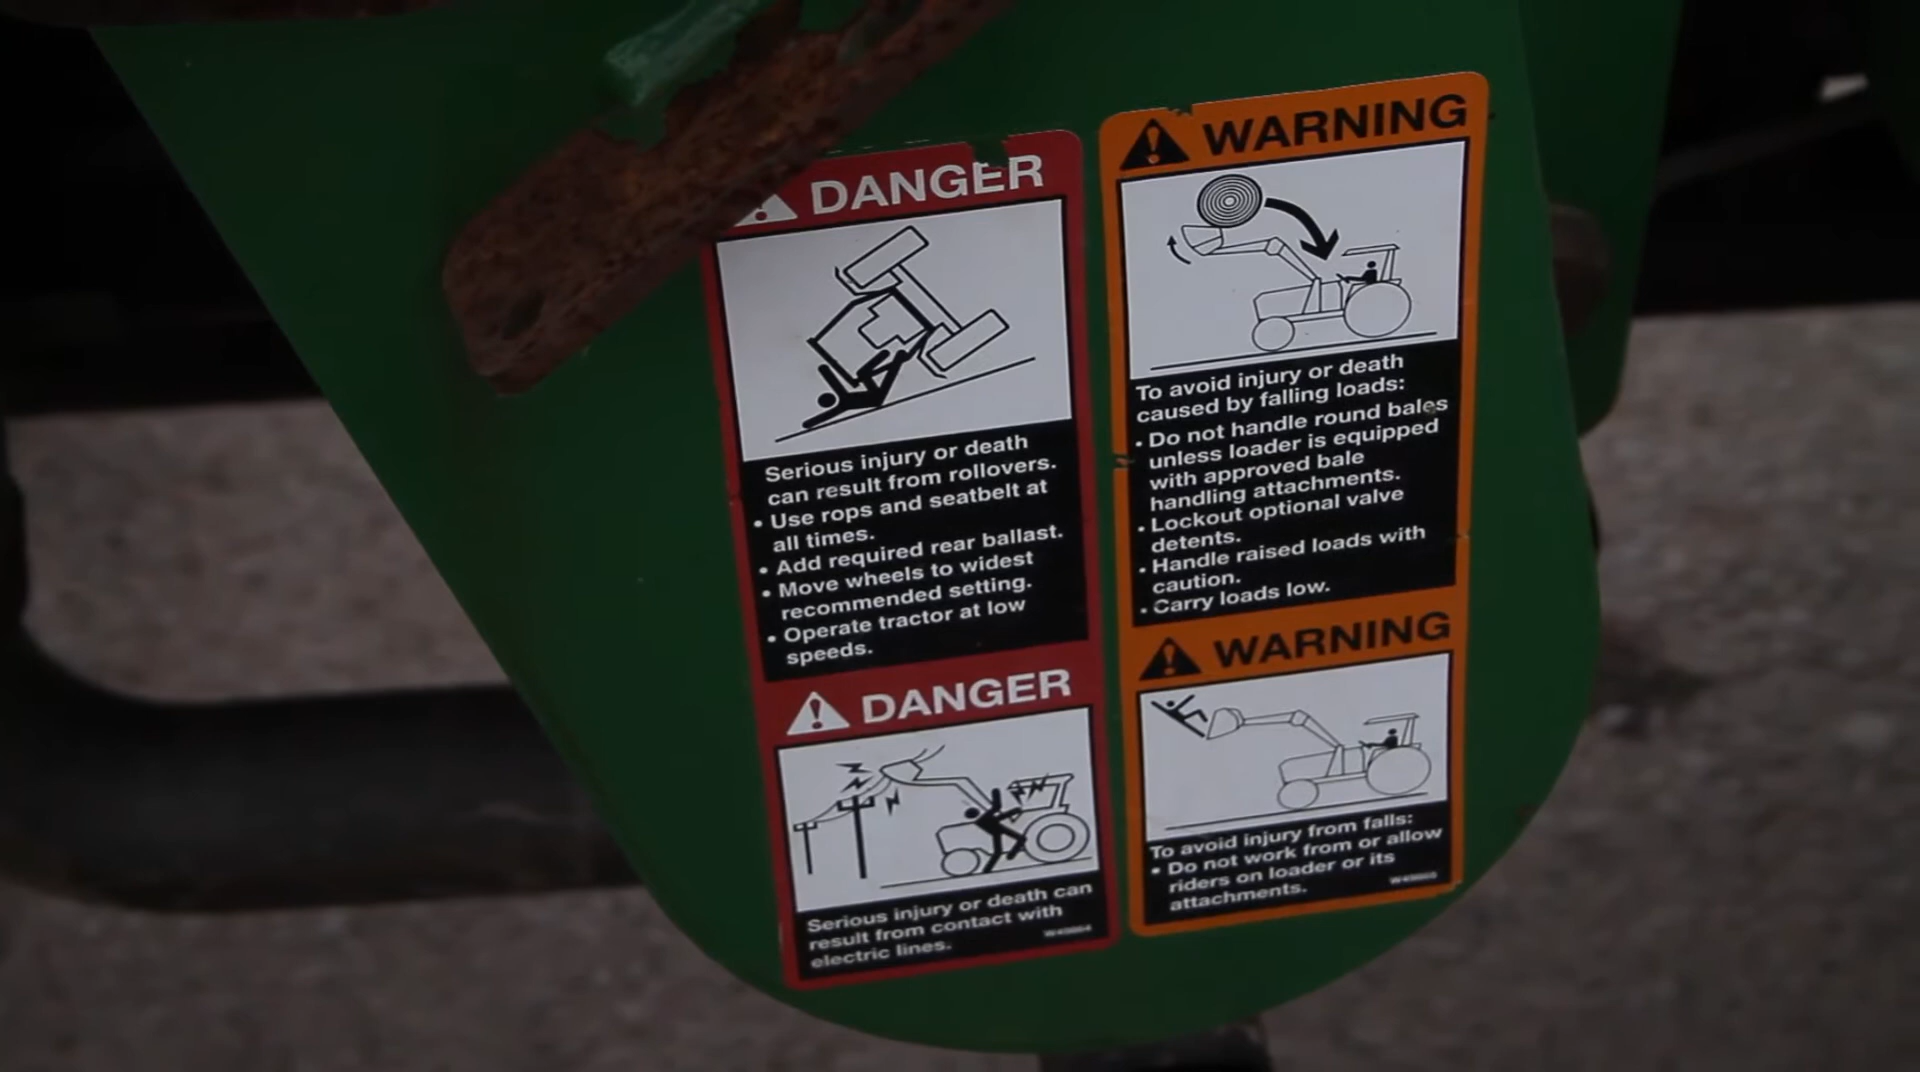 DANGER
Serious injury or death
can result from rollovers.
• Use rops and seatbelt at
all times.
• Add required rear ballast.
• Move wheels to widest
recommended setting.
• Operate tractor at low
speeds.
DANGER
Serious injury or death can
result from contact with
electric lines.
WARNING
To avoid injury or death
caused by falling loads:
• Do not handle round bales
unless loader is equipped
with approved bale
handling attachments.
• Lockout optional valve
detents.
• Handle raised loads with
caution.
• Carry loads low.
WARNING
To avoid injury from falls:
• Do not work from or allow
riders on loader or its
attachments.